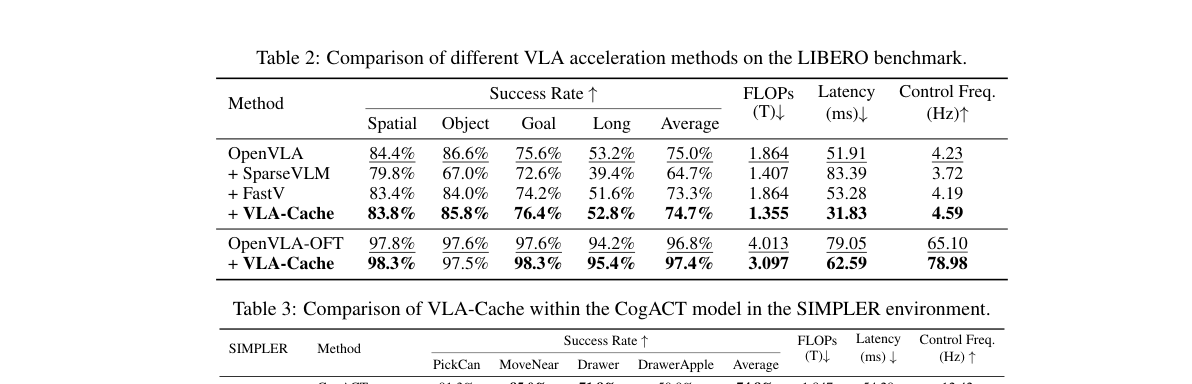 Table 2: Comparison of different VLA acceleration methods on the LIBERO benchmark.
Method Success Rate ↑ FLOPs (T)↓ Latency (ms)↓ Control Freq. (Hz)↑
Spatial Object Goal Long Average
OpenVLA 84.4% 86.6% 75.6% 53.2% 75.0% 1.864 51.91 4.23
+ SparseVLM 79.8% 67.0% 72.6% 39.4% 64.7% 1.407 83.39 3.72
+ FastV 83.4% 84.0% 74.2% 51.6% 73.3% 1.864 53.28 4.19
+ VLA-Cache 83.8% 85.8% 76.4% 52.8% 74.7% 1.355 31.83 4.59
OpenVLA-OFT 97.8% 97.6% 97.6% 94.2% 96.8% 4.013 79.05 65.10
+ VLA-Cache 98.3% 97.5% 98.3% 95.4% 97.4% 3.097 62.59 78.98
Table 3: Comparison of VLA-Cache within the CogACT model in the SIMPLER environment.
SIMPLER Method Success Rate ↑ FLOPs (T)↓ Latency (ms) ↓ Control Freq. (Hz) ↑
PickCan MoveNear Drawer DrawerApple Average